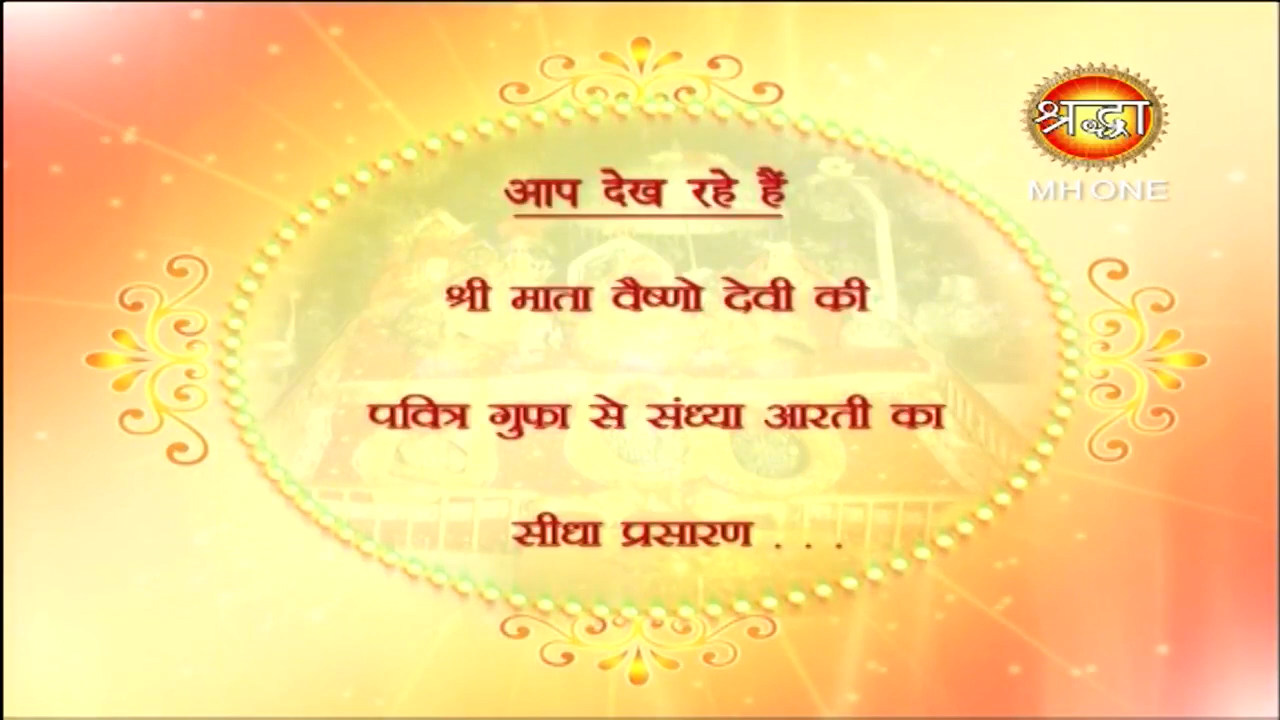 श्रद्धा
MH ONE
आप देख रहे हैं
श्री माता वैष्णो देवी की
पवित्र गुफा से संध्या आरती का
सीधा प्रसारण . . .